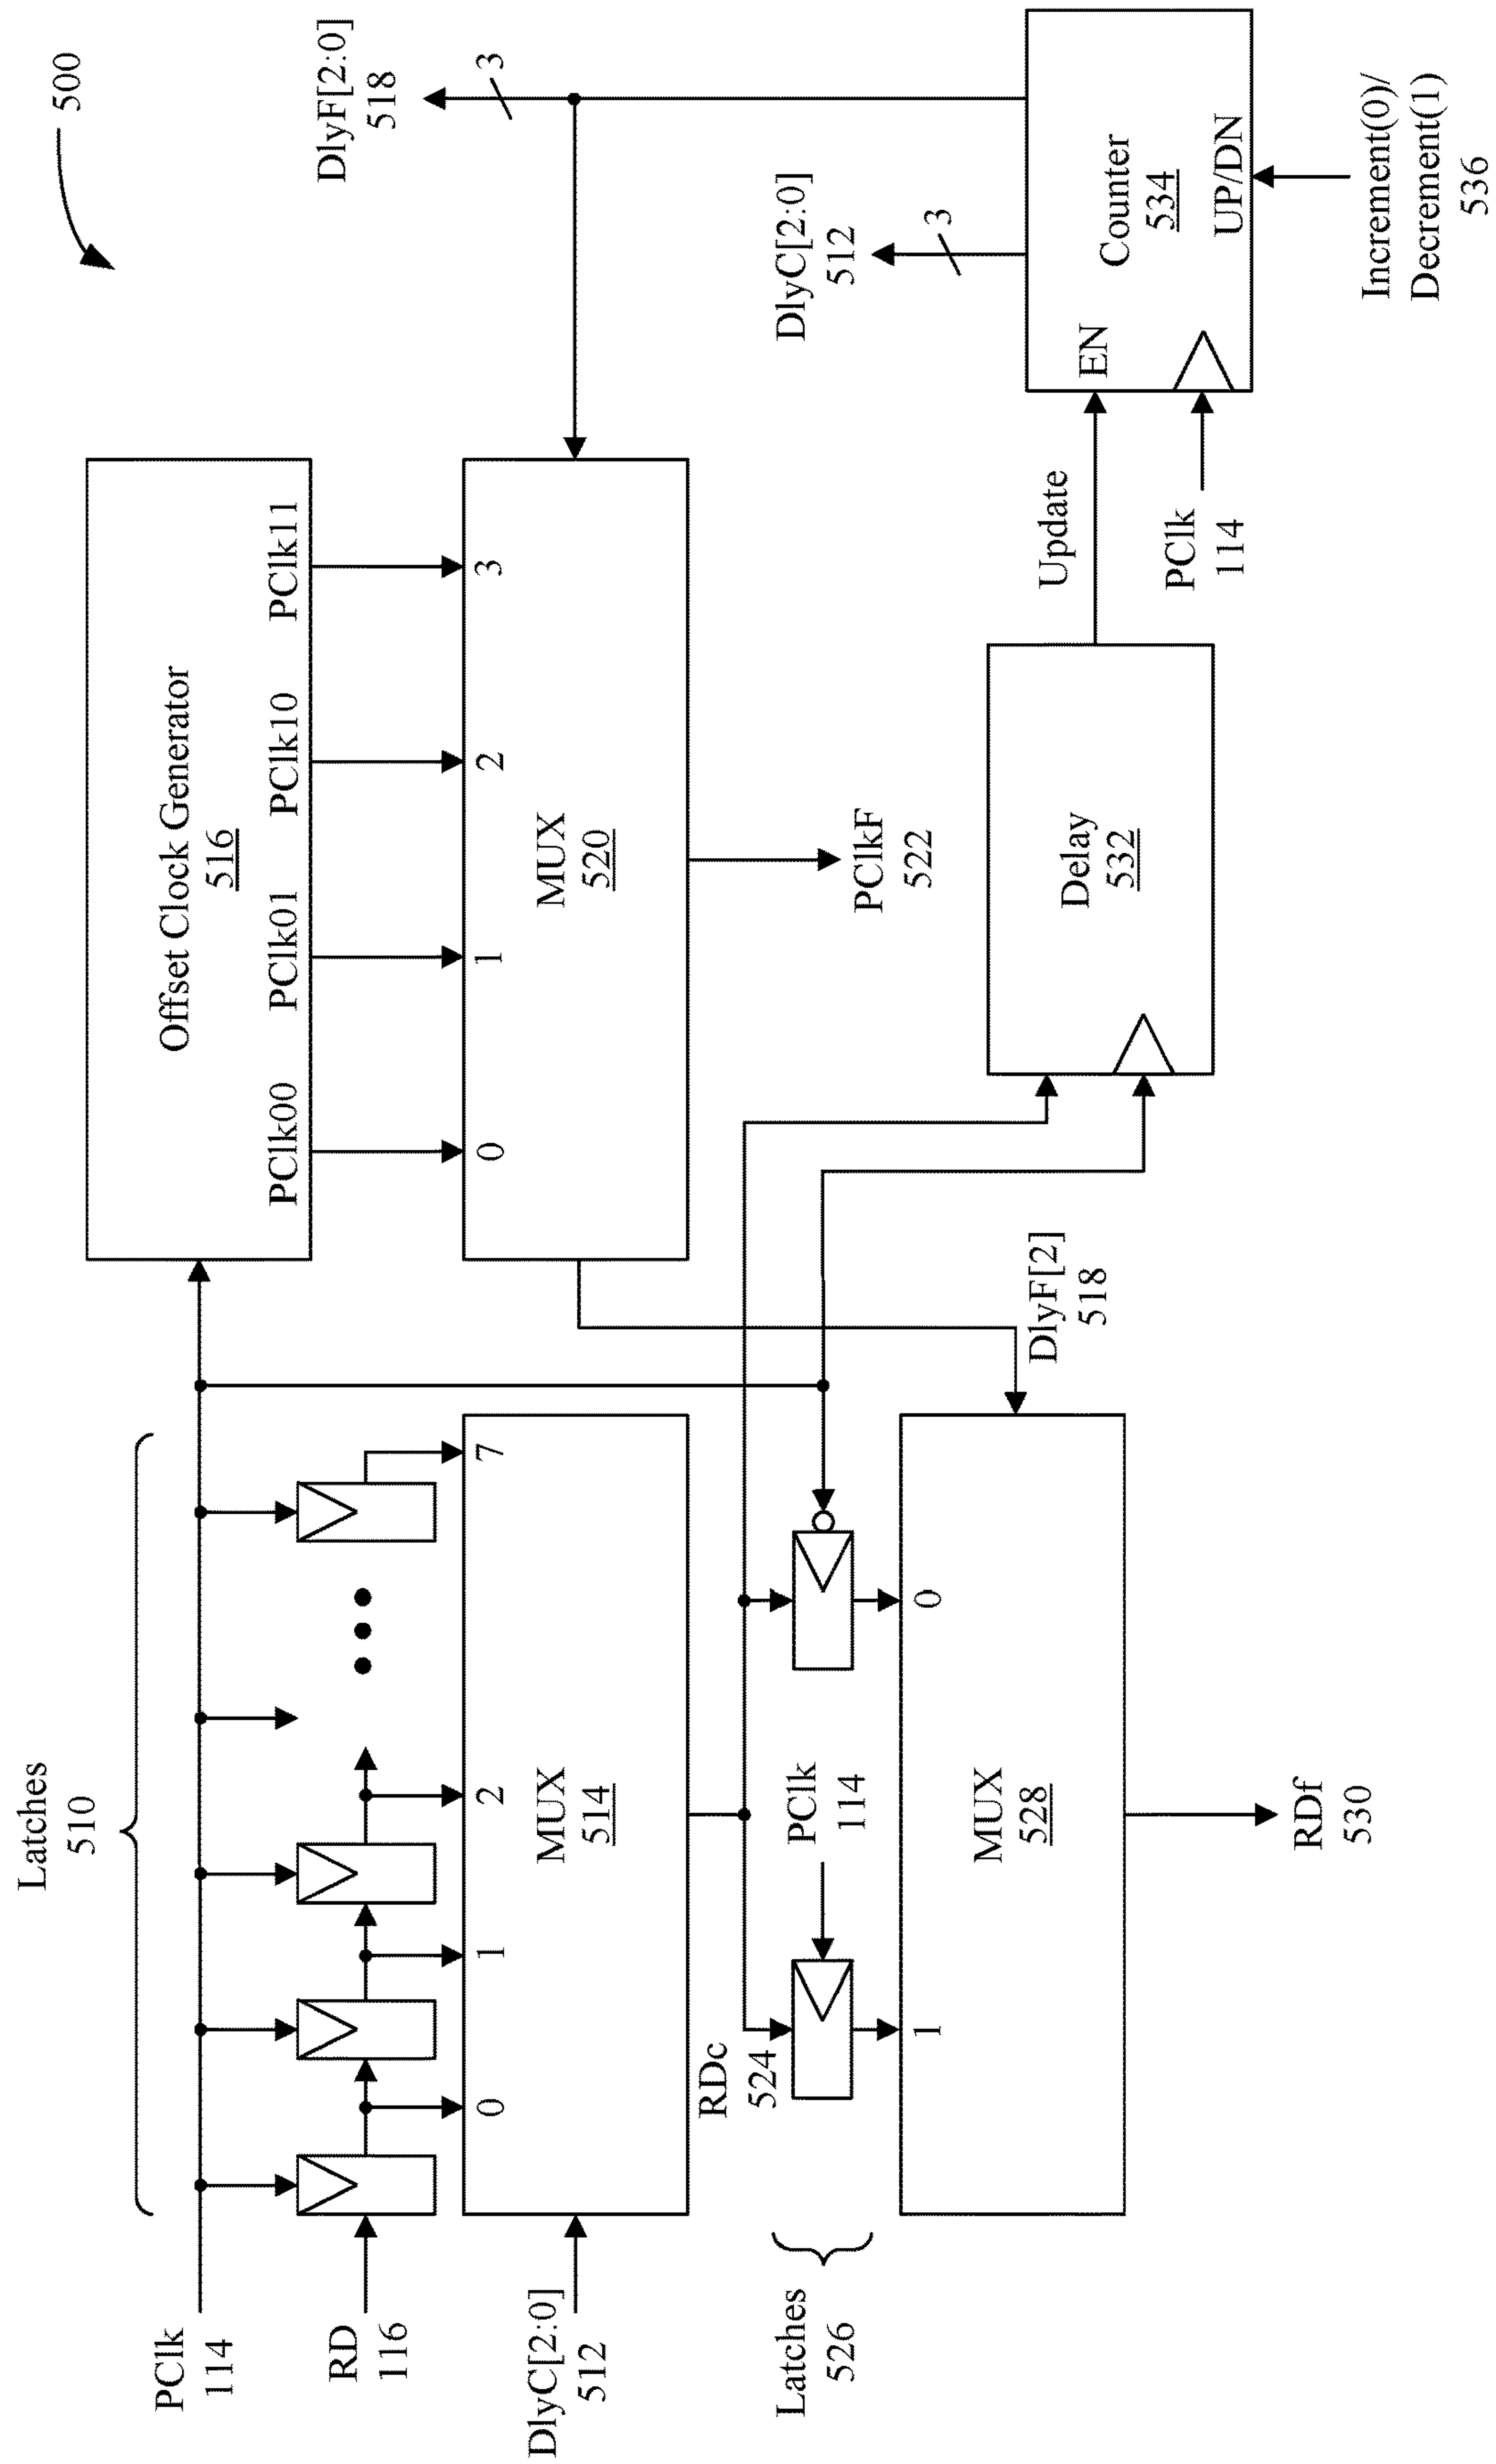 500
Latches
510
PClk
114
RD
116
DlyC[2:0]
512
0
1
2
7
MUX
514
Offset Clock Generator
516
PClk00
PClk01
PClk10
PClk11
0
1
2
3
MUX
520
PClkF
522
DlyF[2:0]
518
3
DlyC[2:0]
512
3
RDc
524
PClk
114
Latches
526
1
0
MUX
528
DlyF[2]
518
RDf
530
Delay
532
Update
PClk
114
EN
Counter
534
UP/DN
Increment(0)/
Decrement(1)
536